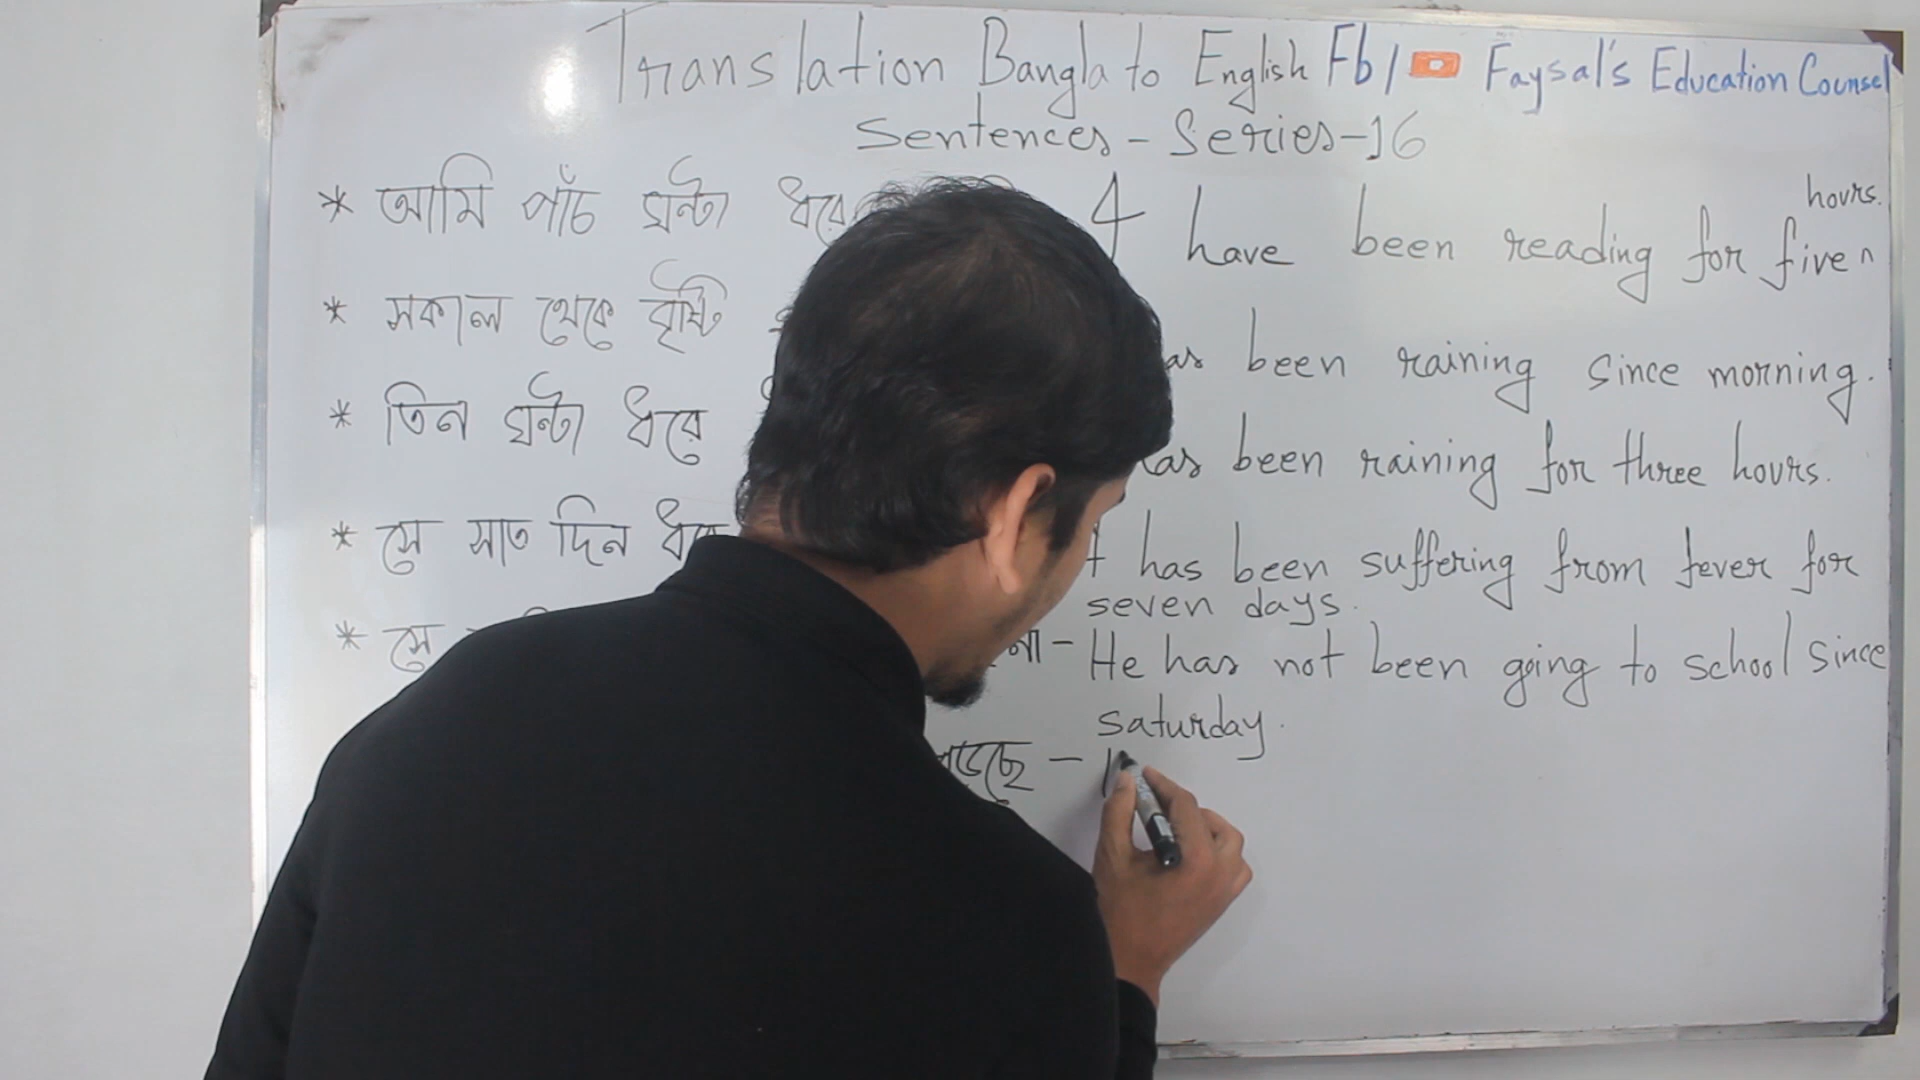 Translation Bangla to English Fb/ Faysal's Education Counsel
Sentences - Series-16
* আমি পাঁচ ঘন্টা ধরে
have been reading for five ^ hours.
* সকাল থেকে বৃষ্টি
been raining since morning.
* তিন ঘন্টা ধরে
been raining for three hours.
* সে সাত দিন ধরে
has been suffering from fever for
seven days.
* সে
না - He has not been going to school since
saturday.